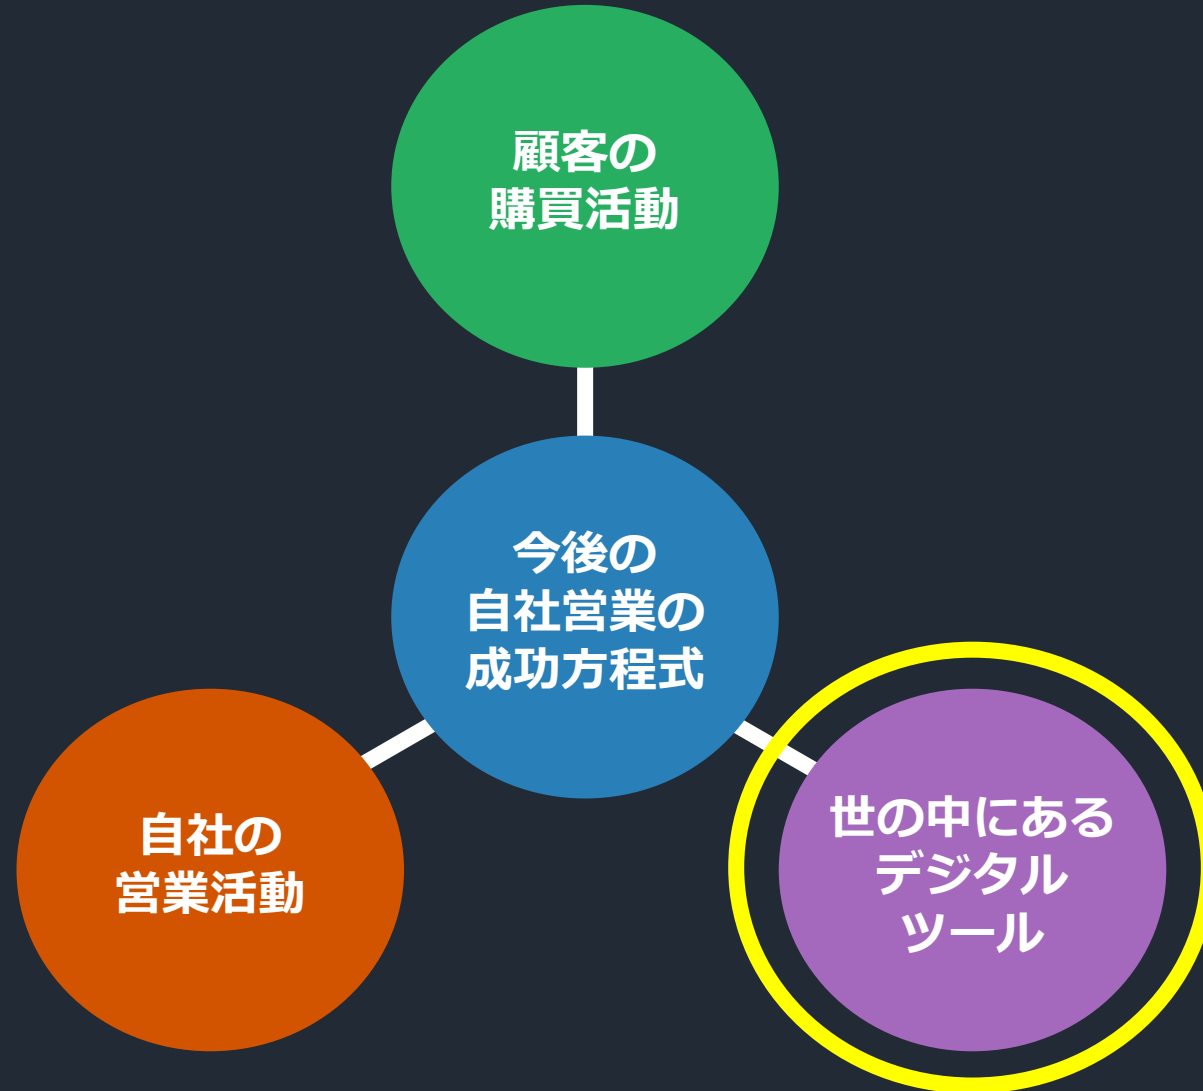 顧客の
購買活動
今後の
自社営業の
成功方程式
自社の
営業活動
世の中にある
デジタル
ツール